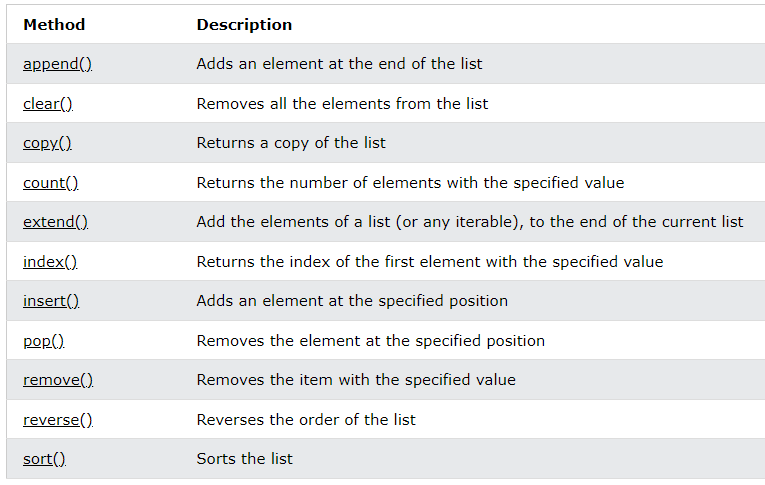 Method Description
append() Adds an element at the end of the list
clear() Removes all the elements from the list
copy() Returns a copy of the list
count() Returns the number of elements with the specified value
extend() Add the elements of a list (or any iterable), to the end of the current list
index() Returns the index of the first element with the specified value
insert() Adds an element at the specified position
pop() Removes the element at the specified position
remove() Removes the item with the specified value
reverse() Reverses the order of the list
sort() Sorts the list